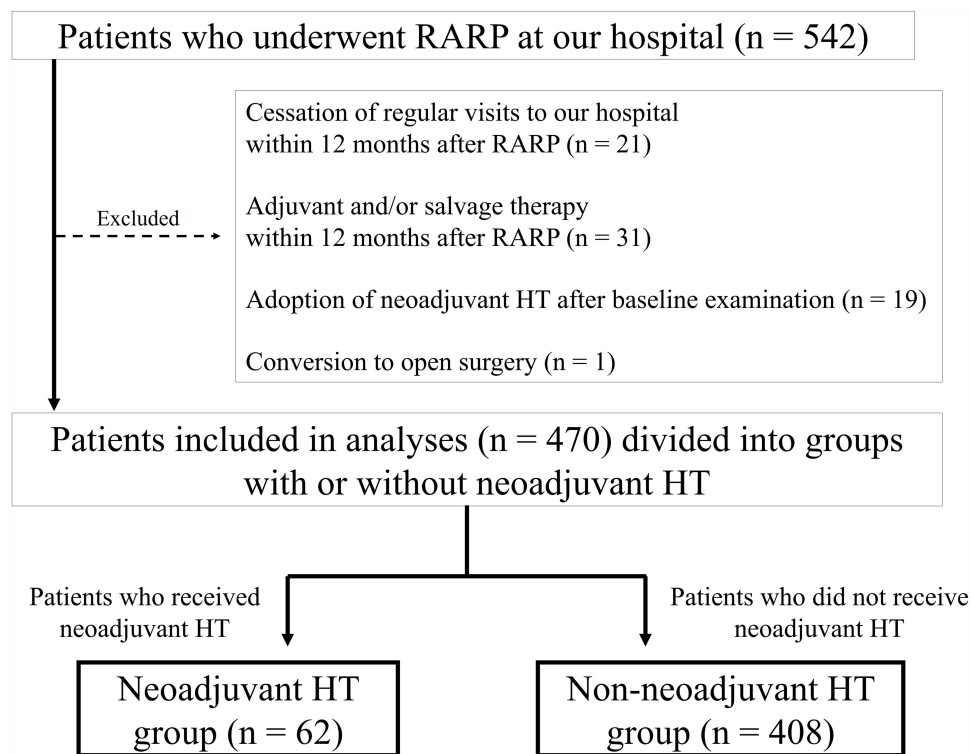 Patients who underwent RARP at our hospital (n = 542)
Cessation of regular visits to our hospital
within 12 months after RARP (n = 21)
Adjuvant and/or salvage therapy
within 12 months after RARP (n = 31)
Excluded
Adoption of neoadjuvant HT after baseline examination (n = 19)
Conversion to open surgery (n = 1)
Patients included in analyses (n = 470) divided into groups
with or without neoadjuvant HT
Patients who received
neoadjuvant HT
Patients who did not receive
neoadjuvant HT
Neoadjuvant HT
group (n = 62)
Non-neoadjuvant HT
group (n = 408)